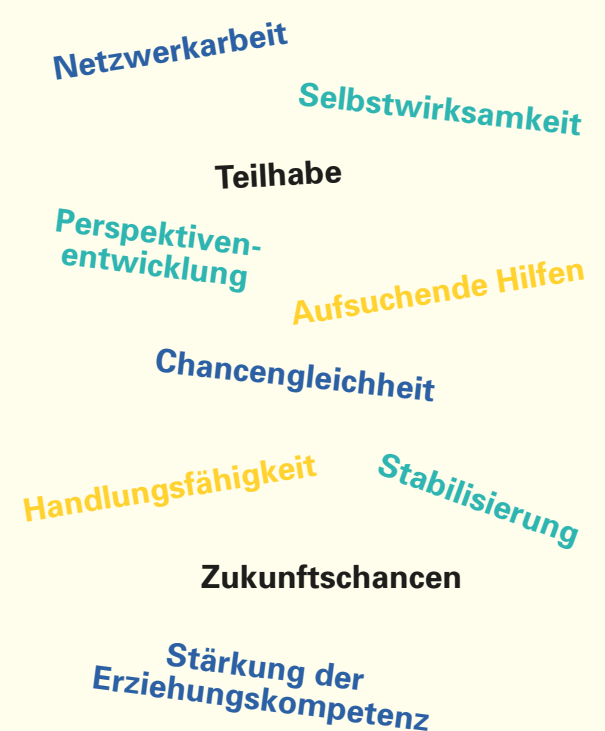 Netzwerkarbeit
Selbstwirksamkeit
Teilhabe
Perspektiven-
entwicklung
Aufsuchende Hilfen
Chancengleichheit
Handlungsfähigkeit
Stabilisierung
Zukunftschancen
Stärkung der
Erziehungskompetenz